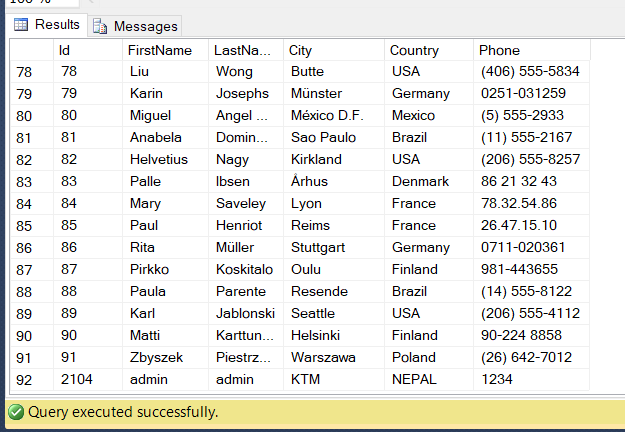 100 %
Results Messages
Id FirstName LastNa... City Country Phone
78 78 Liu Wong Butte USA (406) 555-5834
79 79 Karin Josephs Münster Germany 0251-031259
80 80 Miguel Angel ... México D.F. Mexico (5) 555-2933
81 81 Anabela Domin... Sao Paulo Brazil (11) 555-2167
82 82 Helvetius Nagy Kirkland USA (206) 555-8257
83 83 Palle Ibsen Århus Denmark 86 21 32 43
84 84 Mary Saveley Lyon France 78.32.54.86
85 85 Paul Henriot Reims France 26.47.15.10
86 86 Rita Müller Stuttgart Germany 0711-020361
87 87 Pirkko Koskitalo Oulu Finland 981-443655
88 88 Paula Parente Resende Brazil (14) 555-8122
89 89 Karl Jablonski Seattle USA (206) 555-4112
90 90 Matti Karttun... Helsinki Finland 90-224 8858
91 91 Zbyszek Piestrz... Warszawa Poland (26) 642-7012
92 2104 admin admin KTM NEPAL 1234
Query executed successfully.